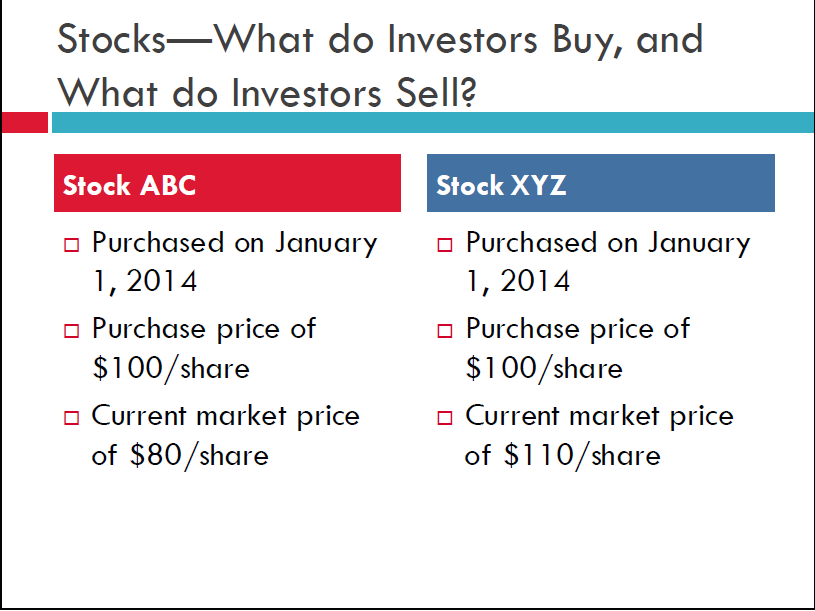 Stocks—What do Investors Buy, and
What do Investors Sell?
Stock ABC
Purchased on January
1, 2014
Purchase price of
$100/share
Current market price
of $80/share
Stock XYZ
Purchased on January
1, 2014
Purchase price of
$100/share
Current market price
of $110/share